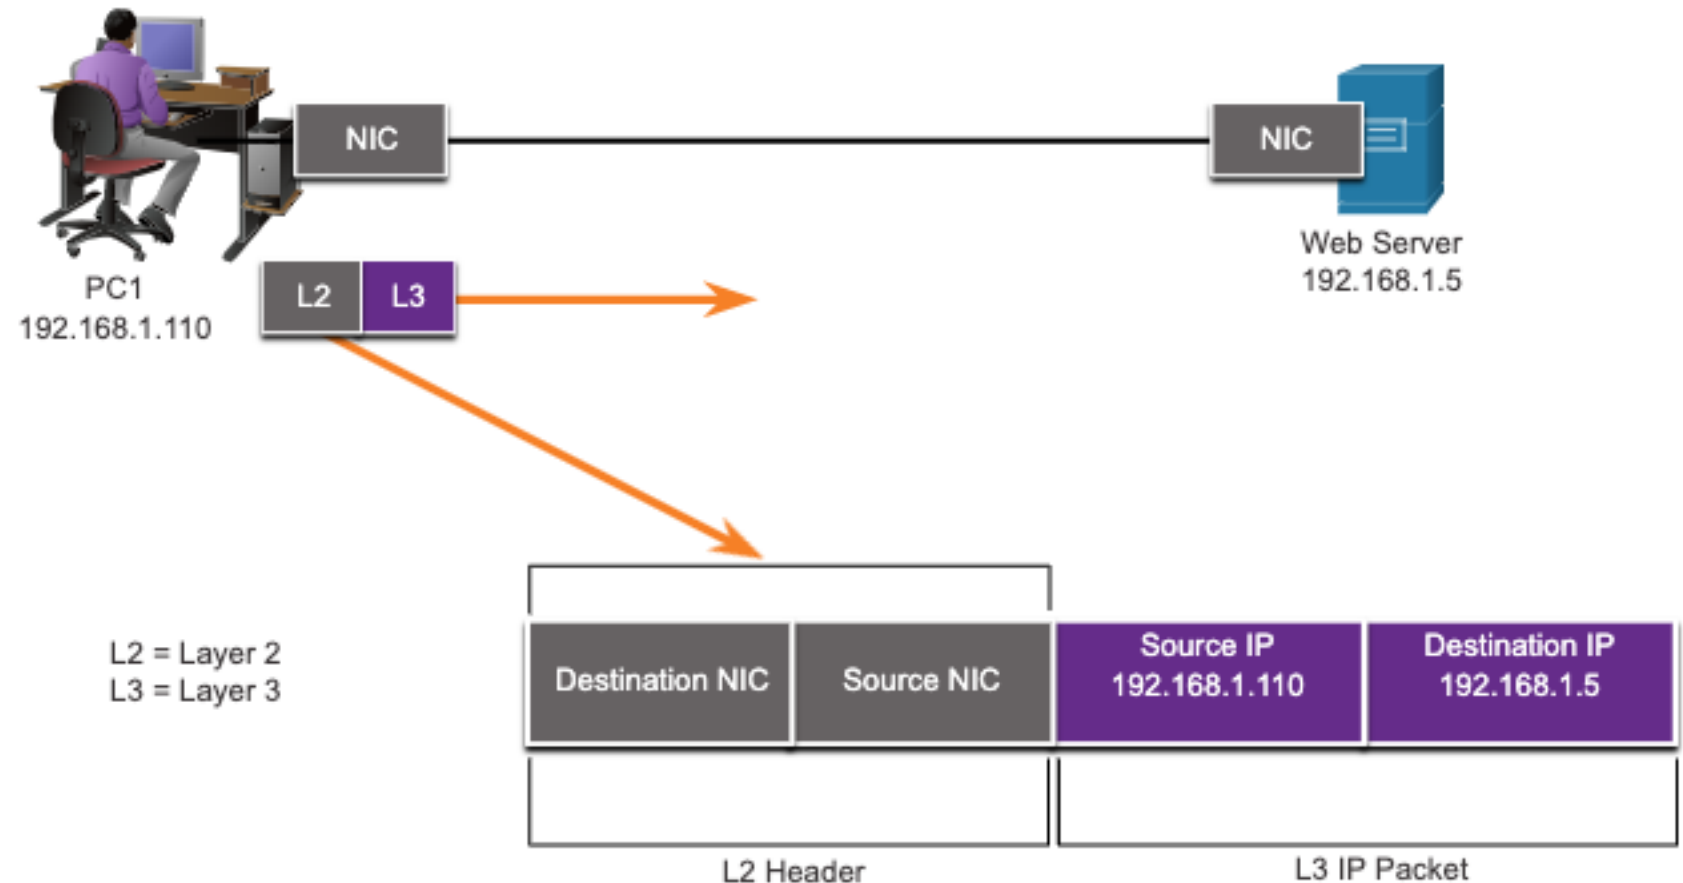 NIC
NIC
Web Server
192.168.1.5
PC1
192.168.1.110
L2
L3
L2 = Layer 2
L3 = Layer 3
Destination NIC
Source NIC
Source IP
192.168.1.110
Destination IP
192.168.1.5
L2 Header
L3 IP Packet